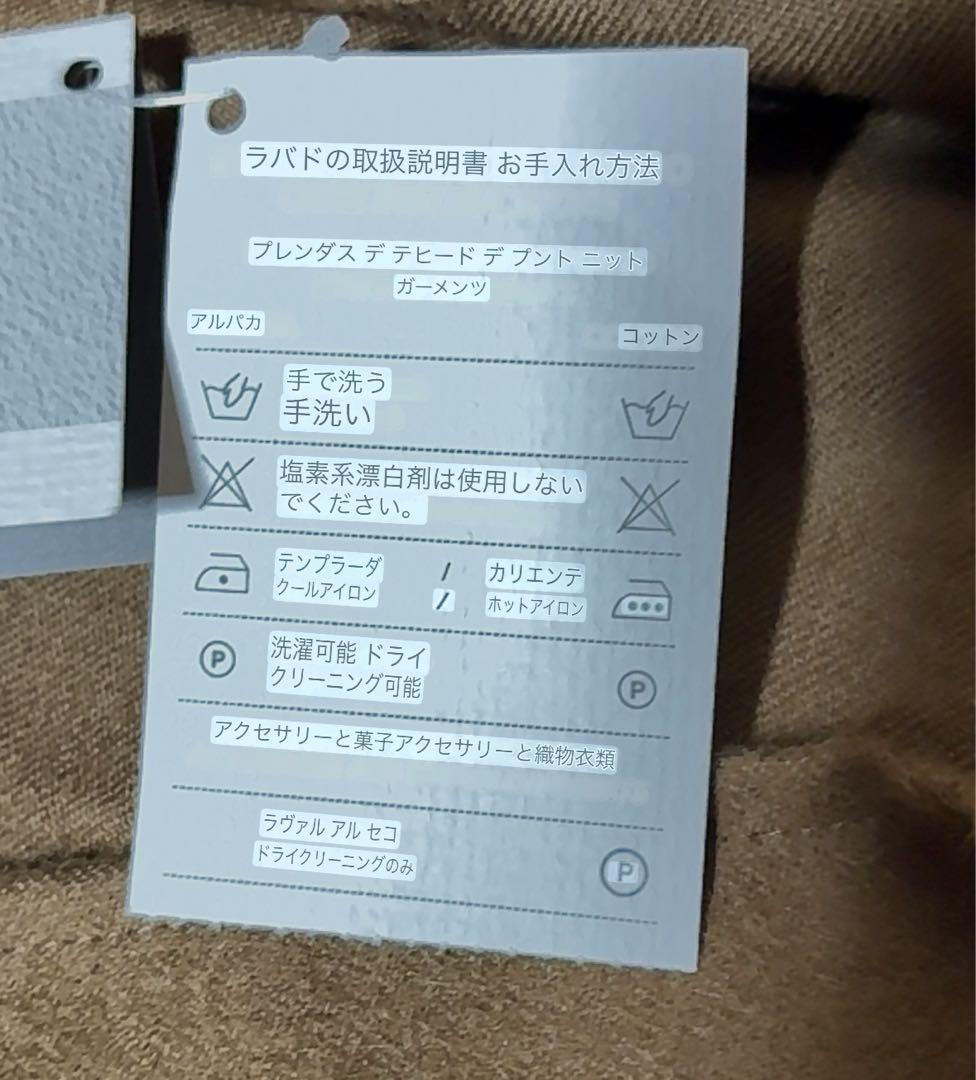 ラバドの取扱説明書 お手入れ方法
プレンダス デ テヒード デ プント ニット
ガーメンツ
アルパカ
コットン
手で洗う
手洗い
塩素系漂白剤は使用しない
でください。
テンプラーダ / カリエンテ
クールアイロン / ホットアイロン
P 洗濯可能 ドライ P
クリーニング可能
アクセサリーと菓子アクセサリーと織物衣類
ラヴァル アル セコ
ドライクリーニングのみ P